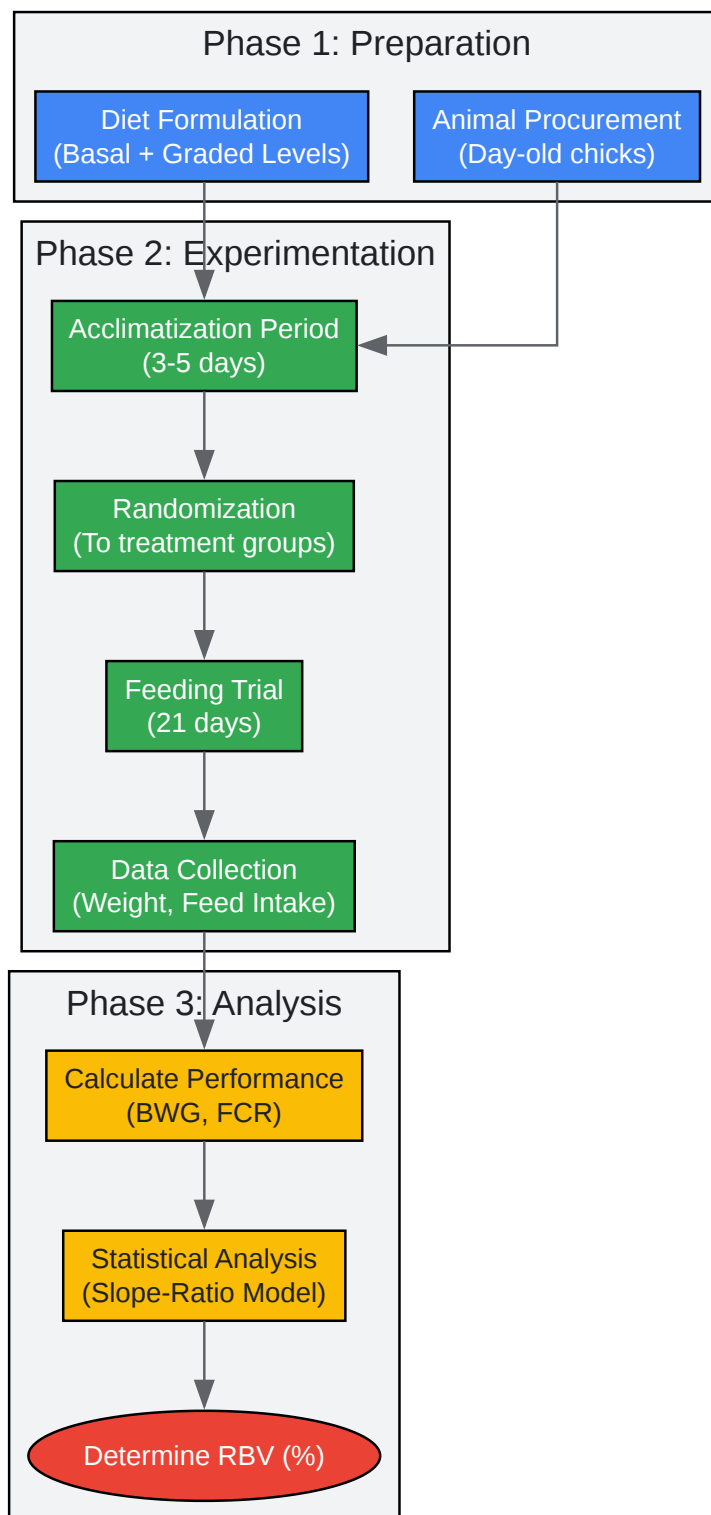 Phase 1: Preparation
Diet Formulation
(Basal + Graded Levels)
Animal Procurement
(Day-old chicks)
Phase 2: Experimentation
Acclimatization Period
(3-5 days)
Randomization
(To treatment groups)
Feeding Trial
(21 days)
Data Collection
(Weight, Feed Intake)
Phase 3: Analysis
Calculate Performance
(BWG, FCR)
Statistical Analysis
(Slope-Ratio Model)
Determine RBV (%)